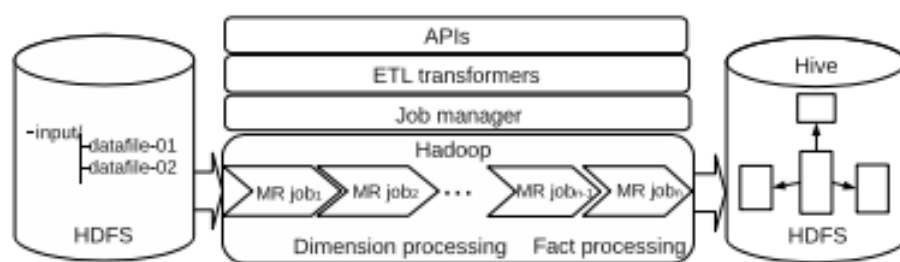 APIs
ETL transformers
Job manager
Hadoop
-input/
datafile-01
datafile-02
HDFS
MR job1
MR job2
...
MR jobn-1
MR jobn
Dimension processing
Fact processing
Hive
HDFS